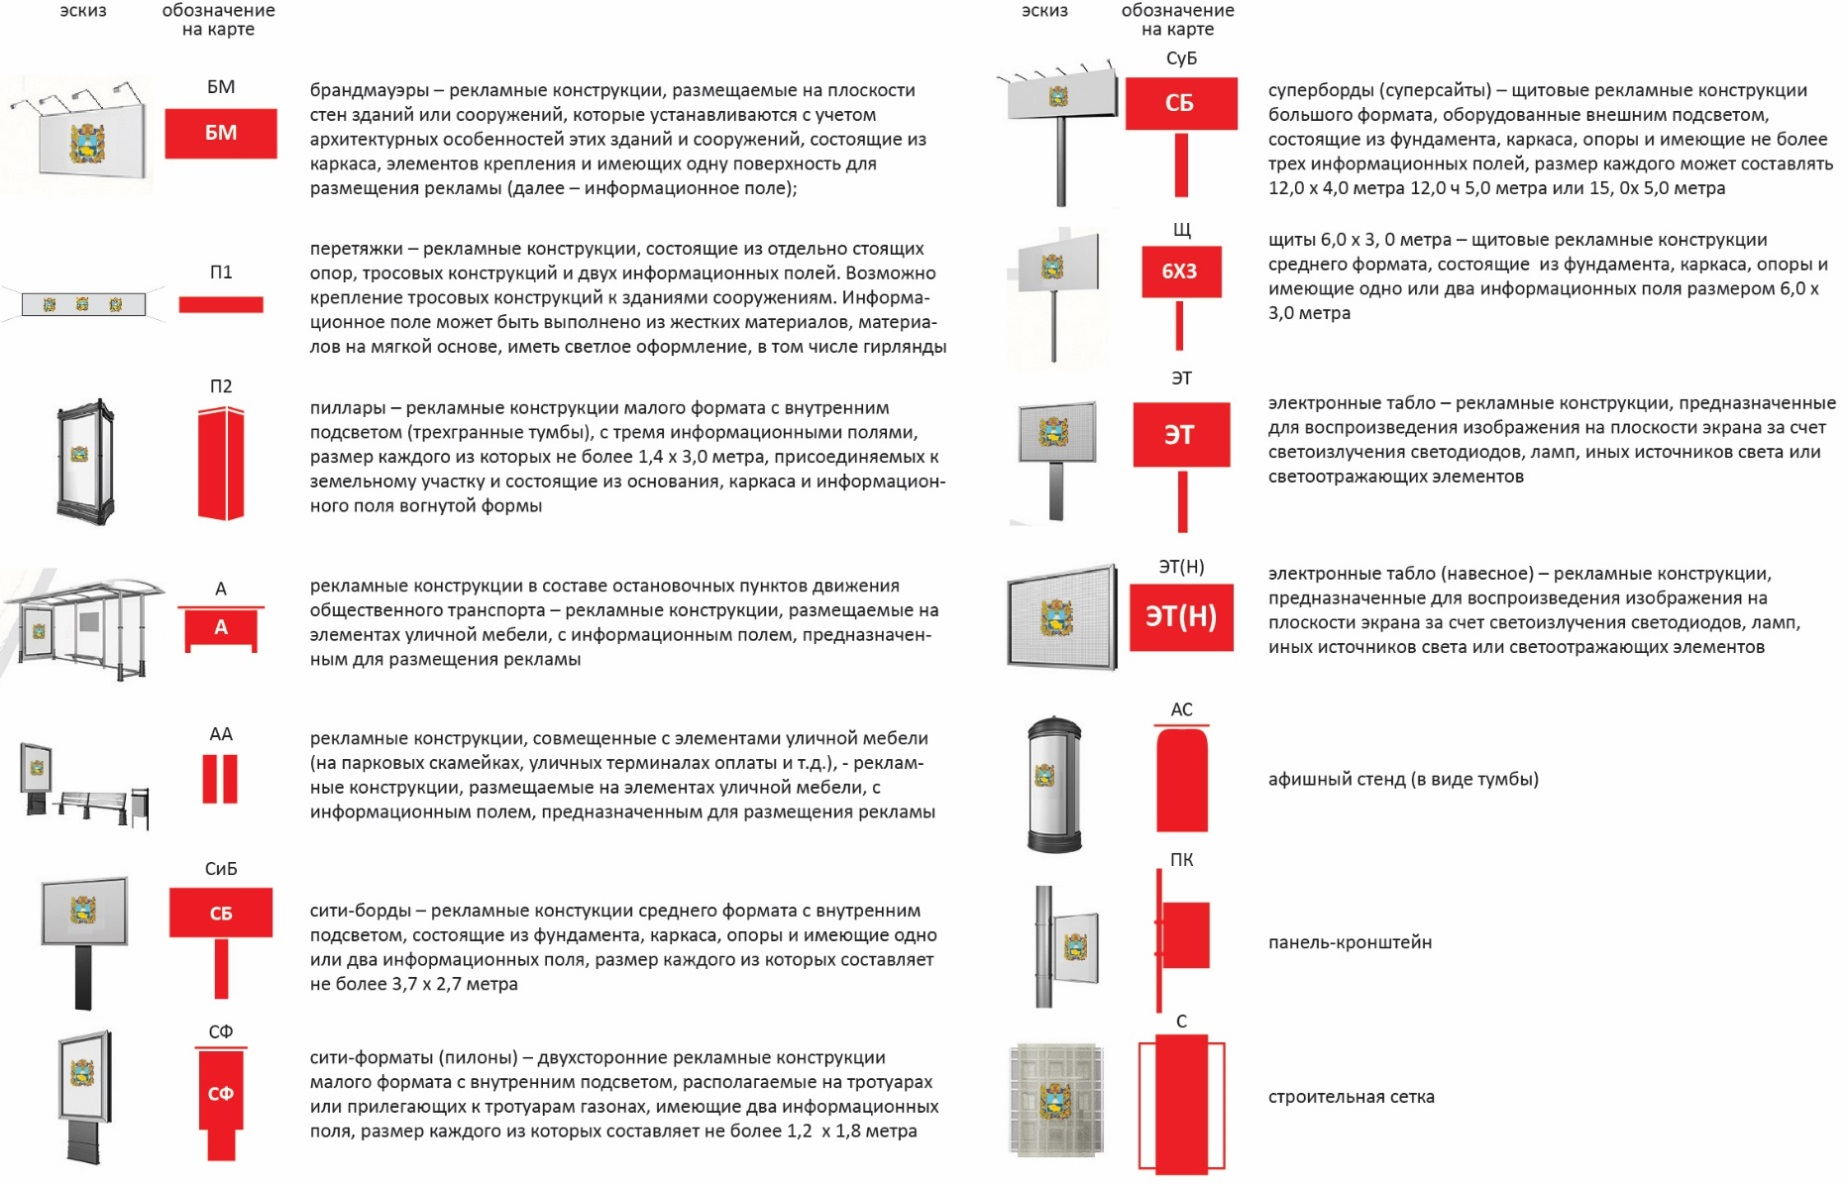 эскиз
обозначение
на карте
БМ
БМ
брандмауэры – рекламные конструкции, размещаемые на плоскости
стен зданий или сооружений, которые устанавливаются с учетом
архитектурных особенностей этих зданий и сооружений, состоящие из
каркаса, элементов крепления и имеющих одну поверхность для
размещения рекламы (далее – информационное поле);
П1
перетяжки – рекламные конструкции, состоящие из отдельно стоящих
опор, тросовых конструкций и двух информационных полей. Возможно
крепление тросовых конструкций к зданиями сооружениям. Информа-
ционное поле может быть выполнено из жестких материалов, материа-
лов на мягкой основе, иметь светлое оформление, в том числе гирлянды
П2
пиллары – рекламные конструкции малого формата с внутренним
подсветом (трехгранные тумбы), с тремя информационными полями,
размер каждого из которых не более 1,4 х 3,0 метра, присоединяемых к
земельному участку и состоящие из основания, каркаса и информацион-
ного поля вогнутой формы
А
А
рекламные конструкции в составе остановочных пунктов движения
общественного транспорта – рекламные конструкции, размещаемые на
элементах уличной мебели, с информационным полем, предназначен-
ным для размещения рекламы
АА
рекламные конструкции, совмещенные с элементами уличной мебели
(на парковых скамейках, уличных терминалах оплаты и т.д.), - реклам-
ные конструкции, размещаемые на элементах уличной мебели, с
информационным полем, предназначенным для размещения рекламы
СиБ
СБ
сити-борды – рекламные констукции среднего формата с внутренним
подсветом, состоящие из фундамента, каркаса, опоры и имеющие одно
или два информационных поля, размер каждого из которых составляет
не более 3,7 х 2,7 метра
СФ
СФ
сити-форматы (пилоны) – двухсторонние рекламные конструкции
малого формата с внутренним подсветом, располагаемые на тротуарах
или прилегающих к тротуарам газонах, имеющие два информационных
поля, размер каждого из которых составляет не более 1,2 х 1,8 метра
эскиз
обозначение
на карте
СуБ
СБ
суперборды (суперсайты) – щитовые рекламные конструкции
большого формата, оборудованные внешним подсветом,
состоящие из фундамента, каркаса, опоры и имеющие не более
трех информационных полей, размер каждого может составлять
12,0 х 4,0 метра 12,0 ч 5,0 метра или 15, 0х 5,0 метра
Щ
6Х3
щиты 6,0 х 3, 0 метра – щитовые рекламные конструкции
среднего формата, состоящие из фундамента, каркаса, опоры и
имеющие одно или два информационных поля размером 6,0 х
3,0 метра
ЭТ
ЭТ
электронные табло – рекламные конструкции, предназначенные
для воспроизведения изображения на плоскости экрана за счет
светоизлучения светодиодов, ламп, иных источников света или
светоотражающих элементов
ЭТ(Н)
ЭТ(Н)
электронные табло (навесное) – рекламные конструкции,
предназначенные для воспроизведения изображения на
плоскости экрана за счет светоизлучения светодиодов, ламп,
иных источников света или светоотражающих элементов
АС
афишный стенд (в виде тумбы)
ПК
панель-кронштейн
С
строительная сетка